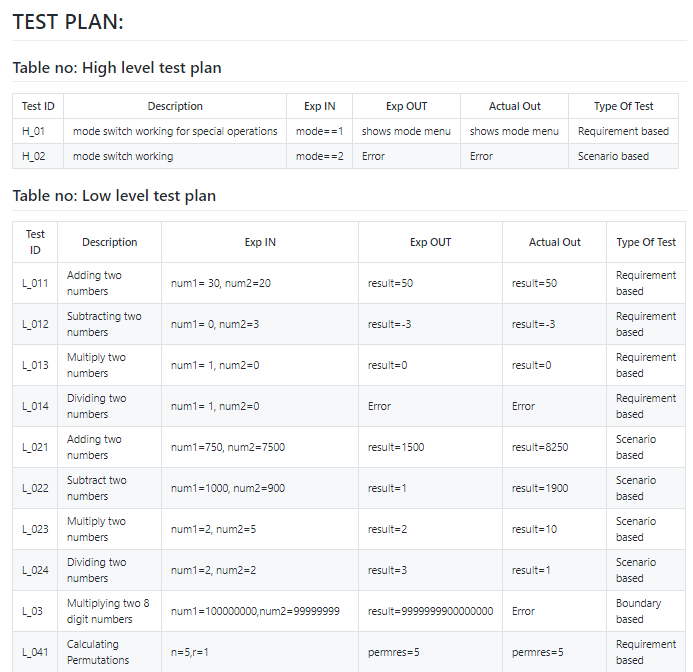 TEST PLAN:
Table no: High level test plan
Test ID Description Exp IN Exp OUT Actual Out Type Of Test
H_01 mode switch working for special operations mode==1 shows mode menu shows mode menu Requirement based
H_02 mode switch working mode==2 Error Error Scenario based
Table no: Low level test plan
Test
ID Description Exp IN Exp OUT Actual Out Type Of Test
L_011 Adding two
numbers num1= 30, num2=20 result=50 result=50 Requirement
based
L_012 Subtracting two
numbers num1= 0, num2=3 result=-3 result=-3 Requirement
based
L_013 Multiply two
numbers num1= 1, num2=0 result=0 result=0 Requirement
based
L_014 Dividing two
numbers num1= 1, num2=0 Error Error Requirement
based
L_021 Adding two
numbers num1=750, num2=7500 result=1500 result=8250 Scenario
based
L_022 Subtract two
numbers num1=1000, num2=900 result=1 result=1900 Scenario
based
L_023 Multiply two
numbers num1=2, num2=5 result=2 result=10 Scenario
based
L_024 Dividing two
numbers num1=2, num2=2 result=3 result=1 Scenario
based
L_03 Multiplying two 8
digit numbers num1=100000000,num2=99999999 result=9999999900000000 Error Boundary
based
L_041 Calculating
Permutations n=5,r=1 permres=5 permres=5 Requirement
based